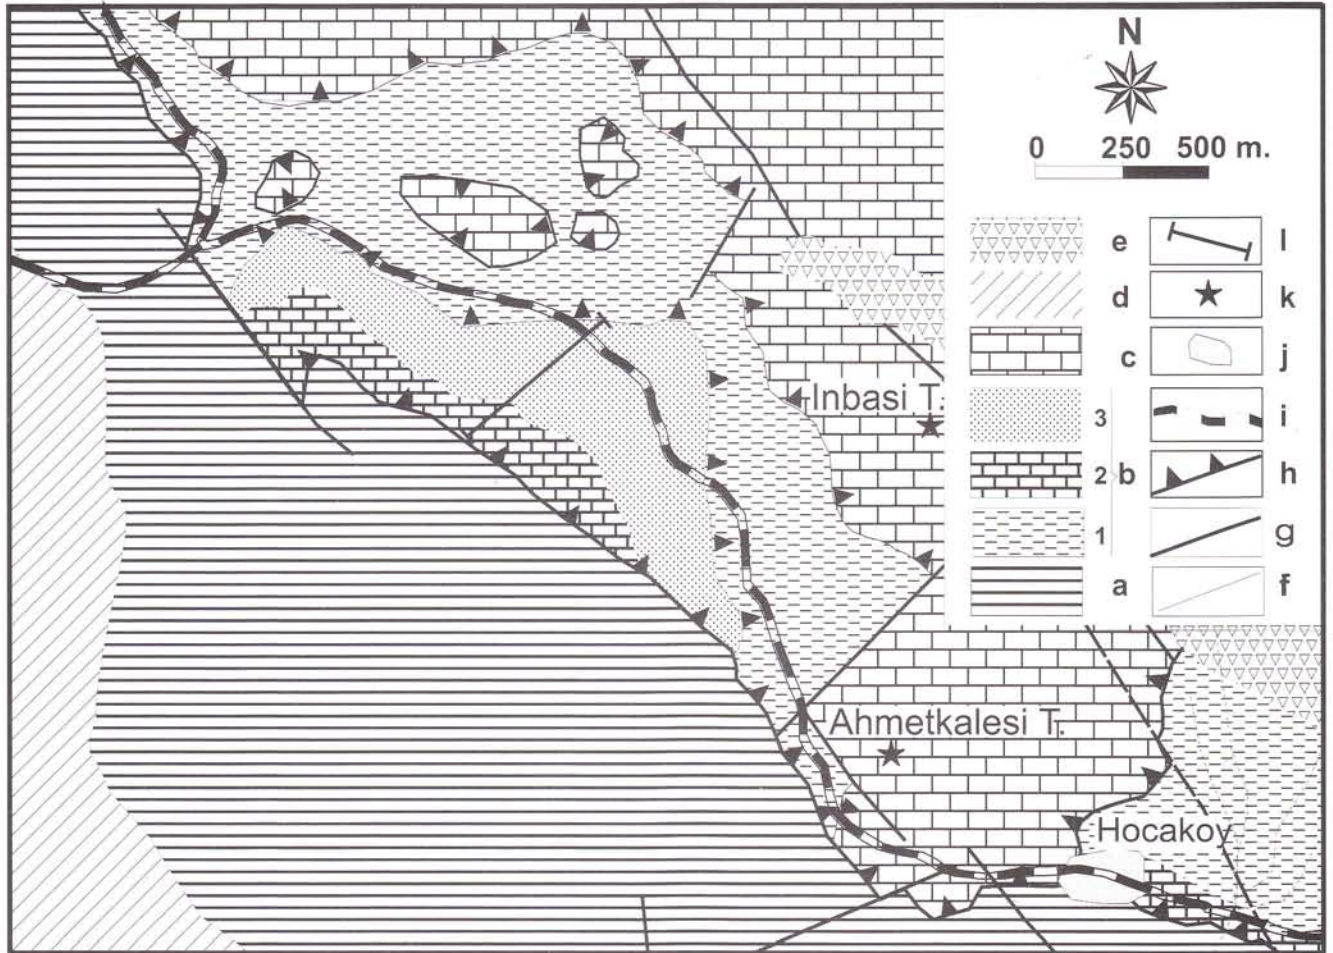 N
0 250 500 m.
e l
d k
c j
3 i
2 b h
1 g
a f
Inbasi T.
Ahmetkalesi T.
Hocakoy